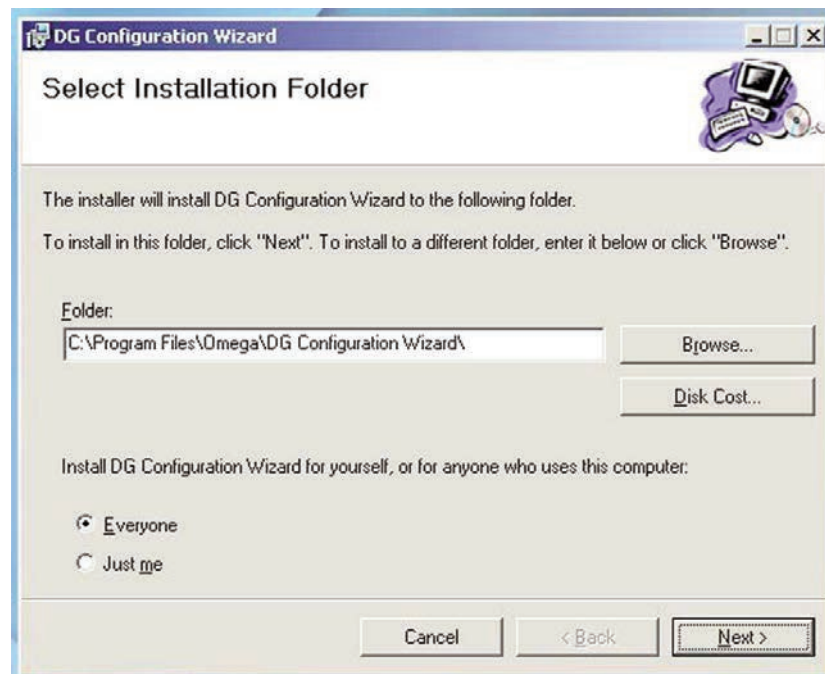 DG Configuration Wizard
Select Installation Folder
The installer will install DG Configuration Wizard to the following folder.
To install in this folder, click "Next". To install to a different folder, enter it below or click "Browse".
Folder:
C:\Program Files\Omega\DG Configuration Wizard\
Browse...
Disk Cost...
Install DG Configuration Wizard for yourself, or for anyone who uses this computer:
Everyone
Just me
Cancel < Back Next >